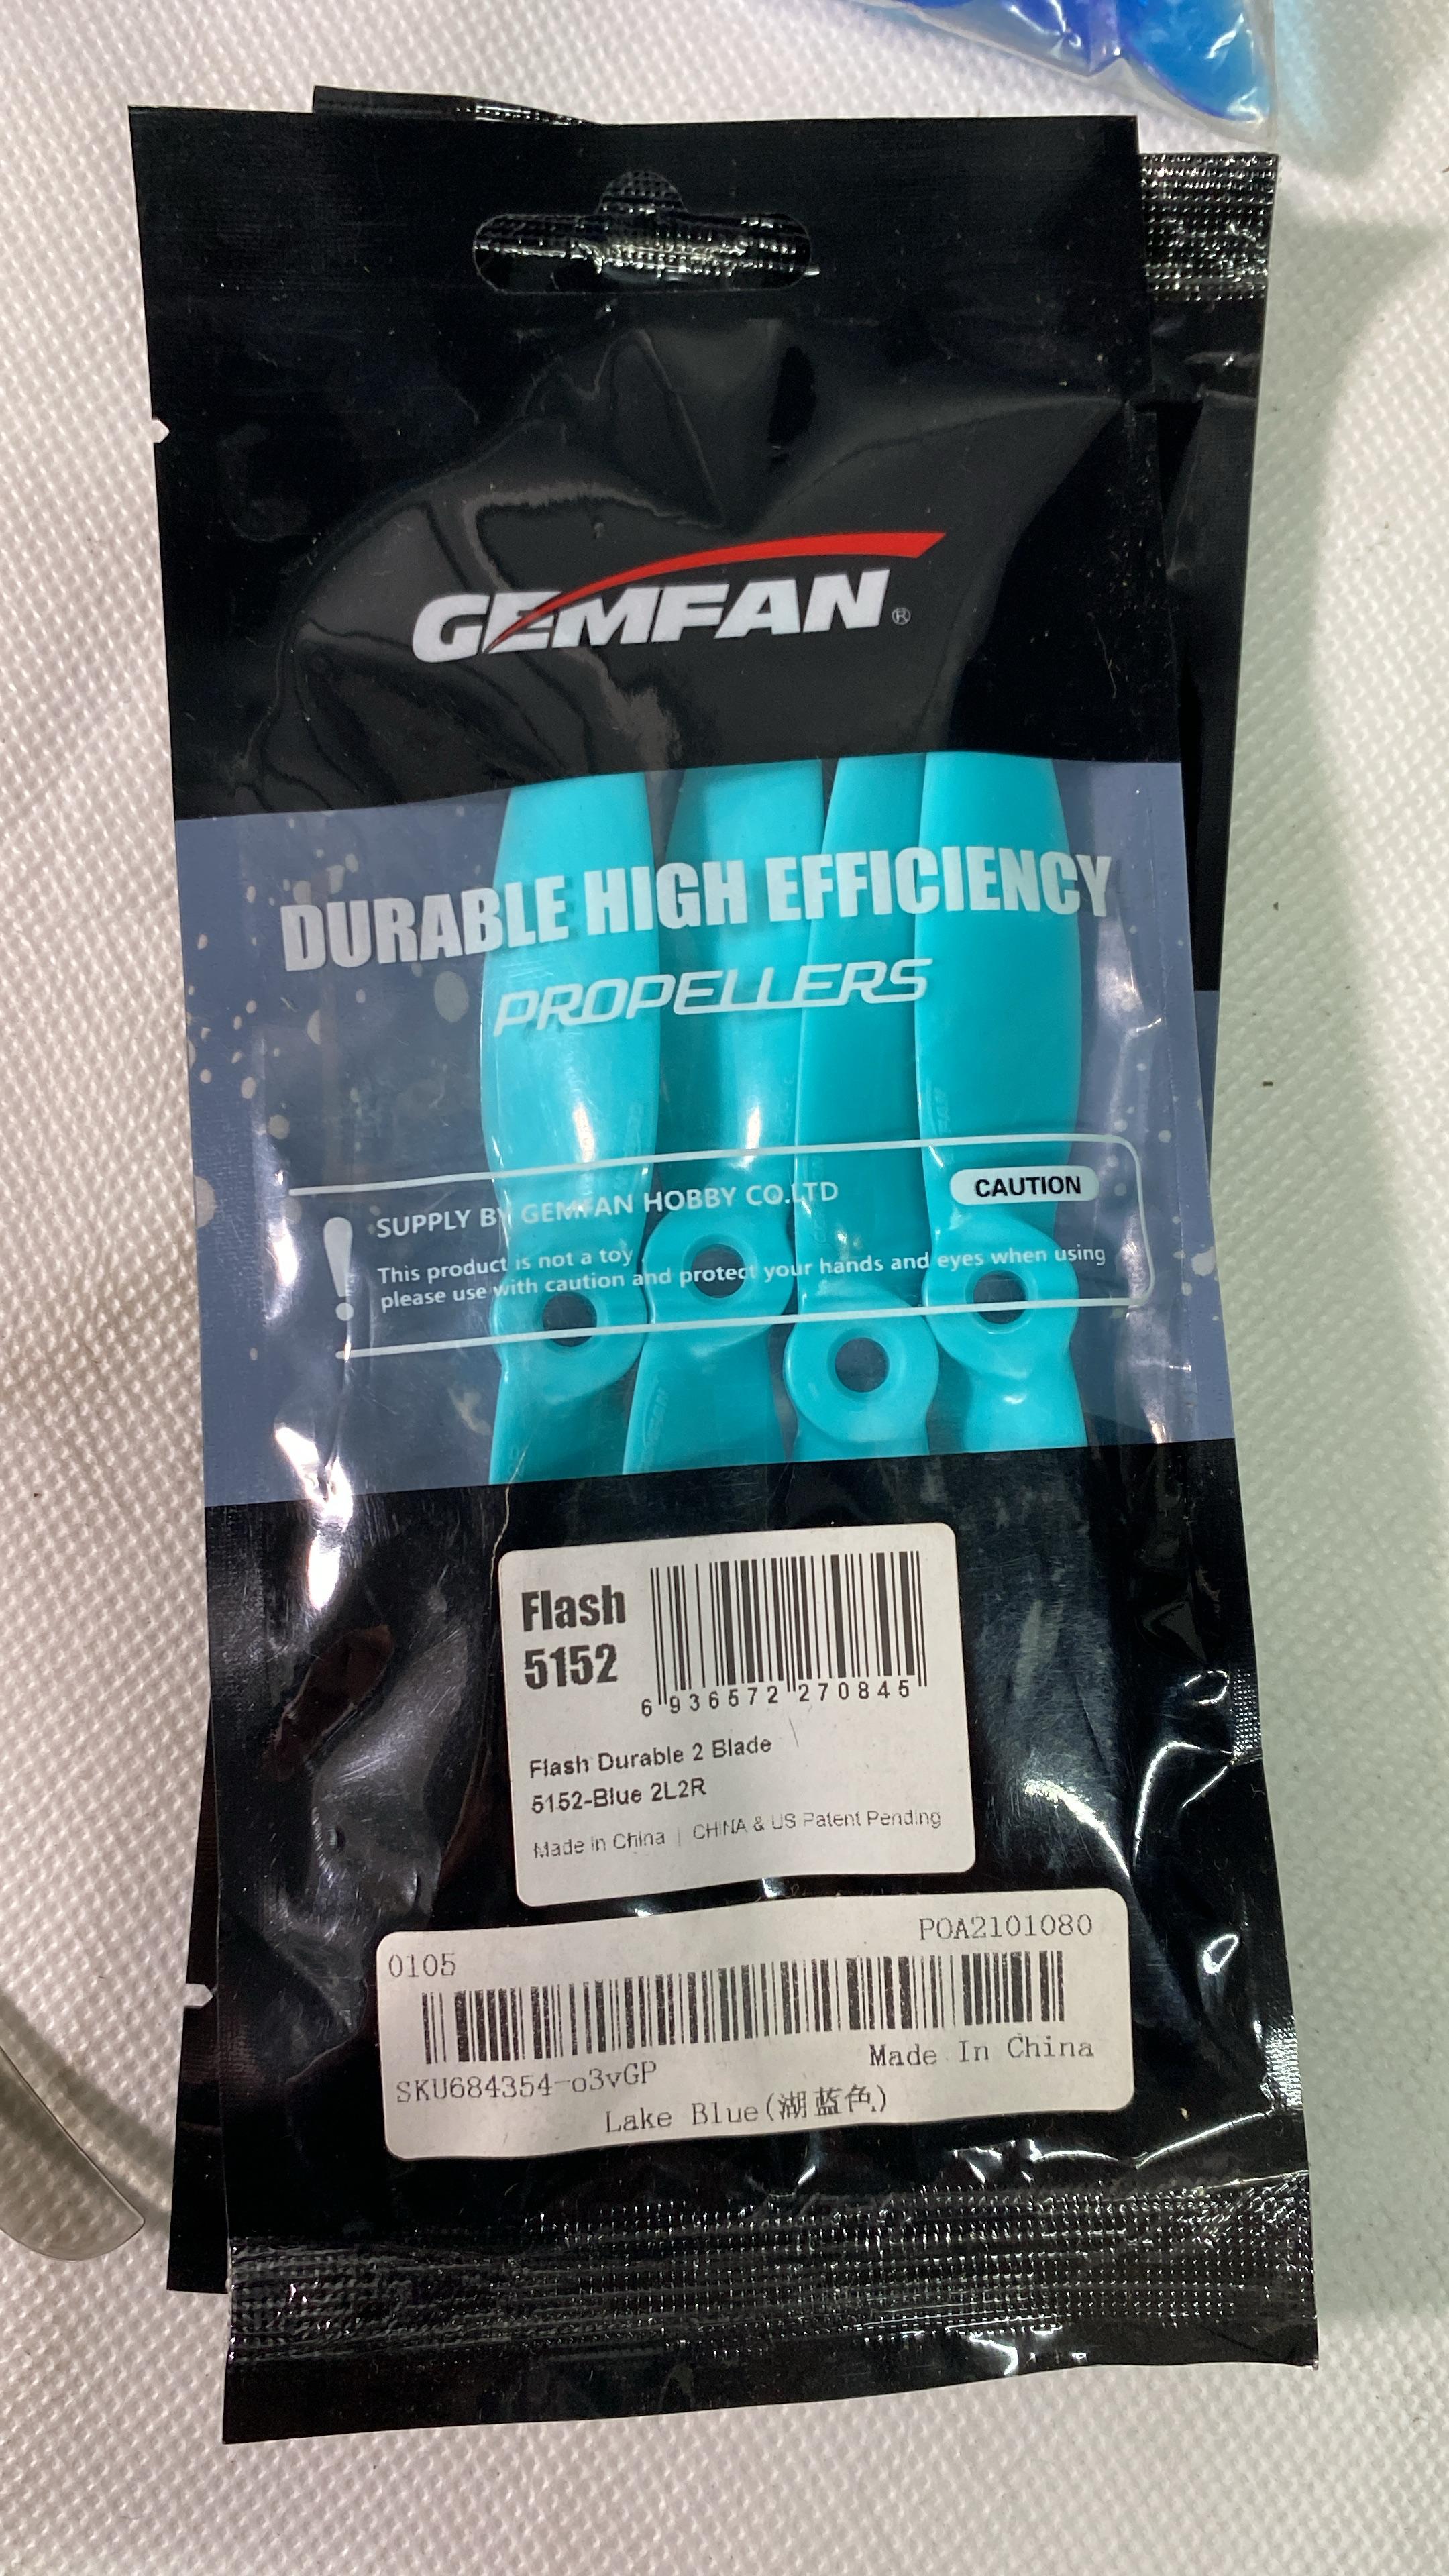 GEMFAN®
DURABLE HIGH EFFICIENCY
PROPELLERS
CAUTION
SUPPLY BY GEMFAN HOBBY CO.LTD
This product is not a toy
please use with caution and protect your hands and eyes when using
Flash
5152
6 936572 270845
Flash Durable 2 Blade
5152-Blue 2L2R
Made in China | CHINA & US Patent Pending
0105 POA2101080
SKU684354-o3vGP Made In China
Lake Blue(湖蓝色)